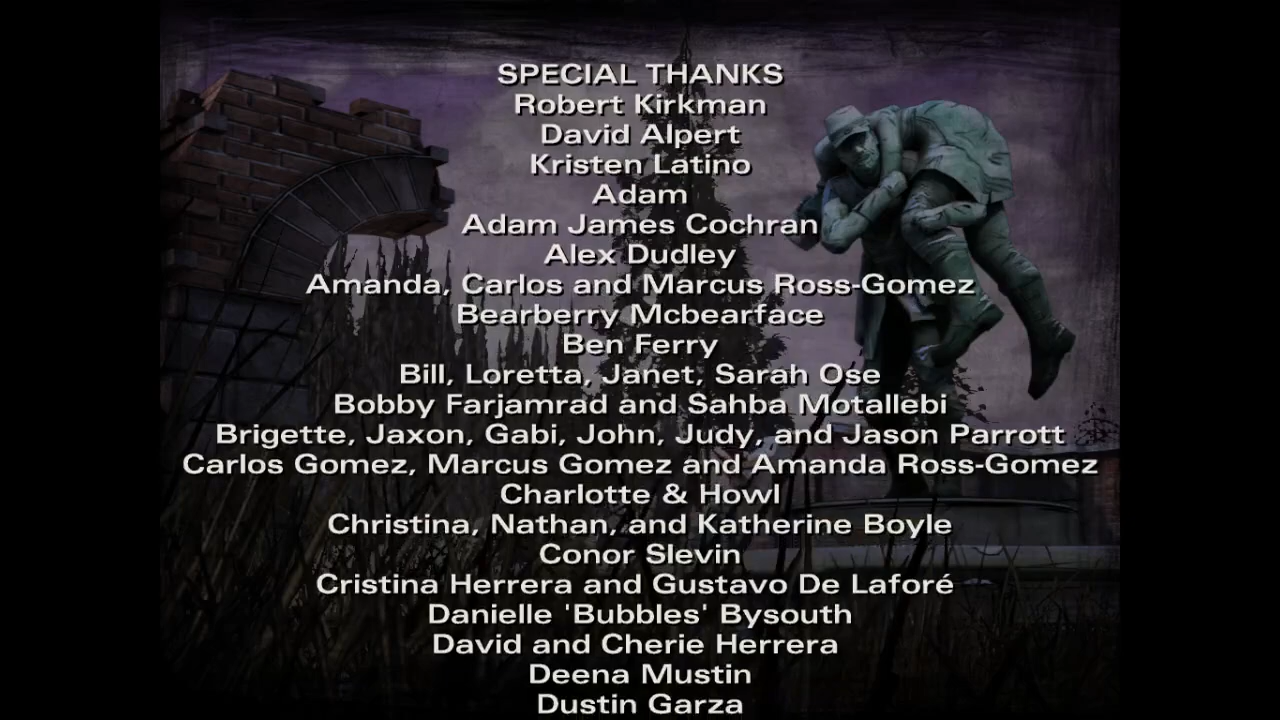 SPECIAL THANKS
Robert Kirkman
David Alpert
Kristen Latino
Adam
Adam James Cochran
Alex Dudley
Amanda, Carlos and Marcus Ross-Gomez
Bearberry Mcbearface
Ben Ferry
Bill, Loretta, Janet, Sarah Ose
Bobby Farjamrad and Sahba Motallebi
Brigette, Jaxon, Gabi, John, Judy, and Jason Parrott
Carlos Gomez, Marcus Gomez and Amanda Ross-Gomez
Charlotte & Howl
Christina, Nathan, and Katherine Boyle
Conor Slevin
Cristina Herrera and Gustavo De Laforé
Danielle 'Bubbles' Bysouth
David and Cherie Herrera
Deena Mustin
Dustin Garza